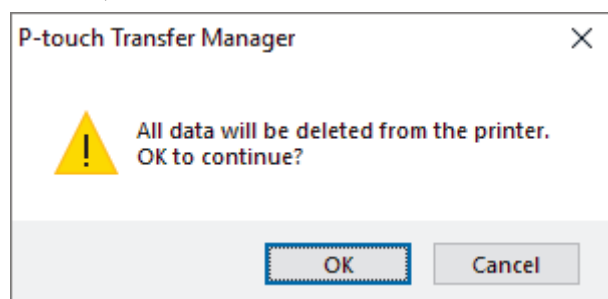 P-touch Transfer Manager
All data will be deleted from the printer.
OK to continue?
OK
Cancel